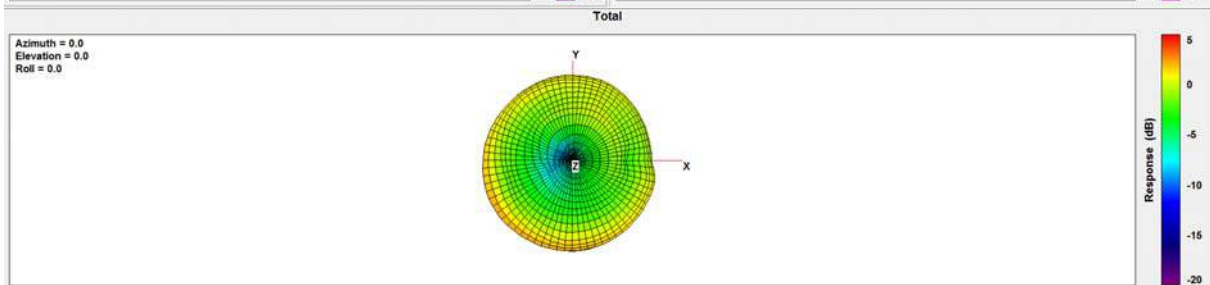 Total
Azimuth = 0.0
Elevation = 0.0
Roll = 0.0
Y
Z
X
Response (dB)
5
0
-5
-10
-15
-20